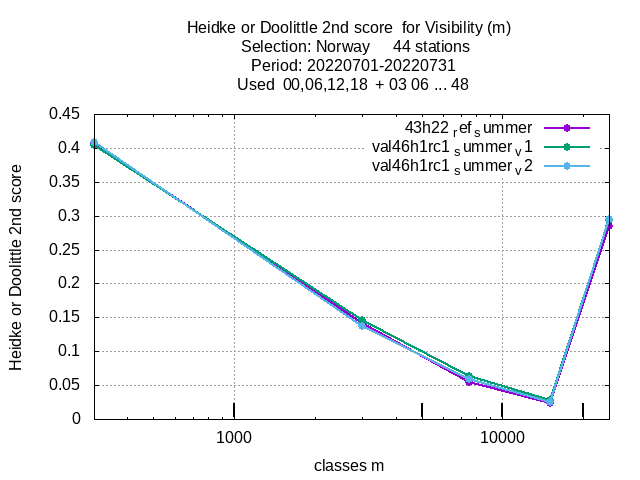 Heidke or Doolittle 2nd score  for Visibility (m)
Selection: Norway     44 stations
Period: 20220701-20220731
Used  00,06,12,18  + 03 06 ... 48
0.45
0.4
0.35
0.3
0.25
0.2
0.15
0.1
0.05
0
Heidke or Doolittle 2nd score
43h22 ref summer
val46h1rc1 summer v1
val46h1rc1 summer v2
1000
10000
classes m